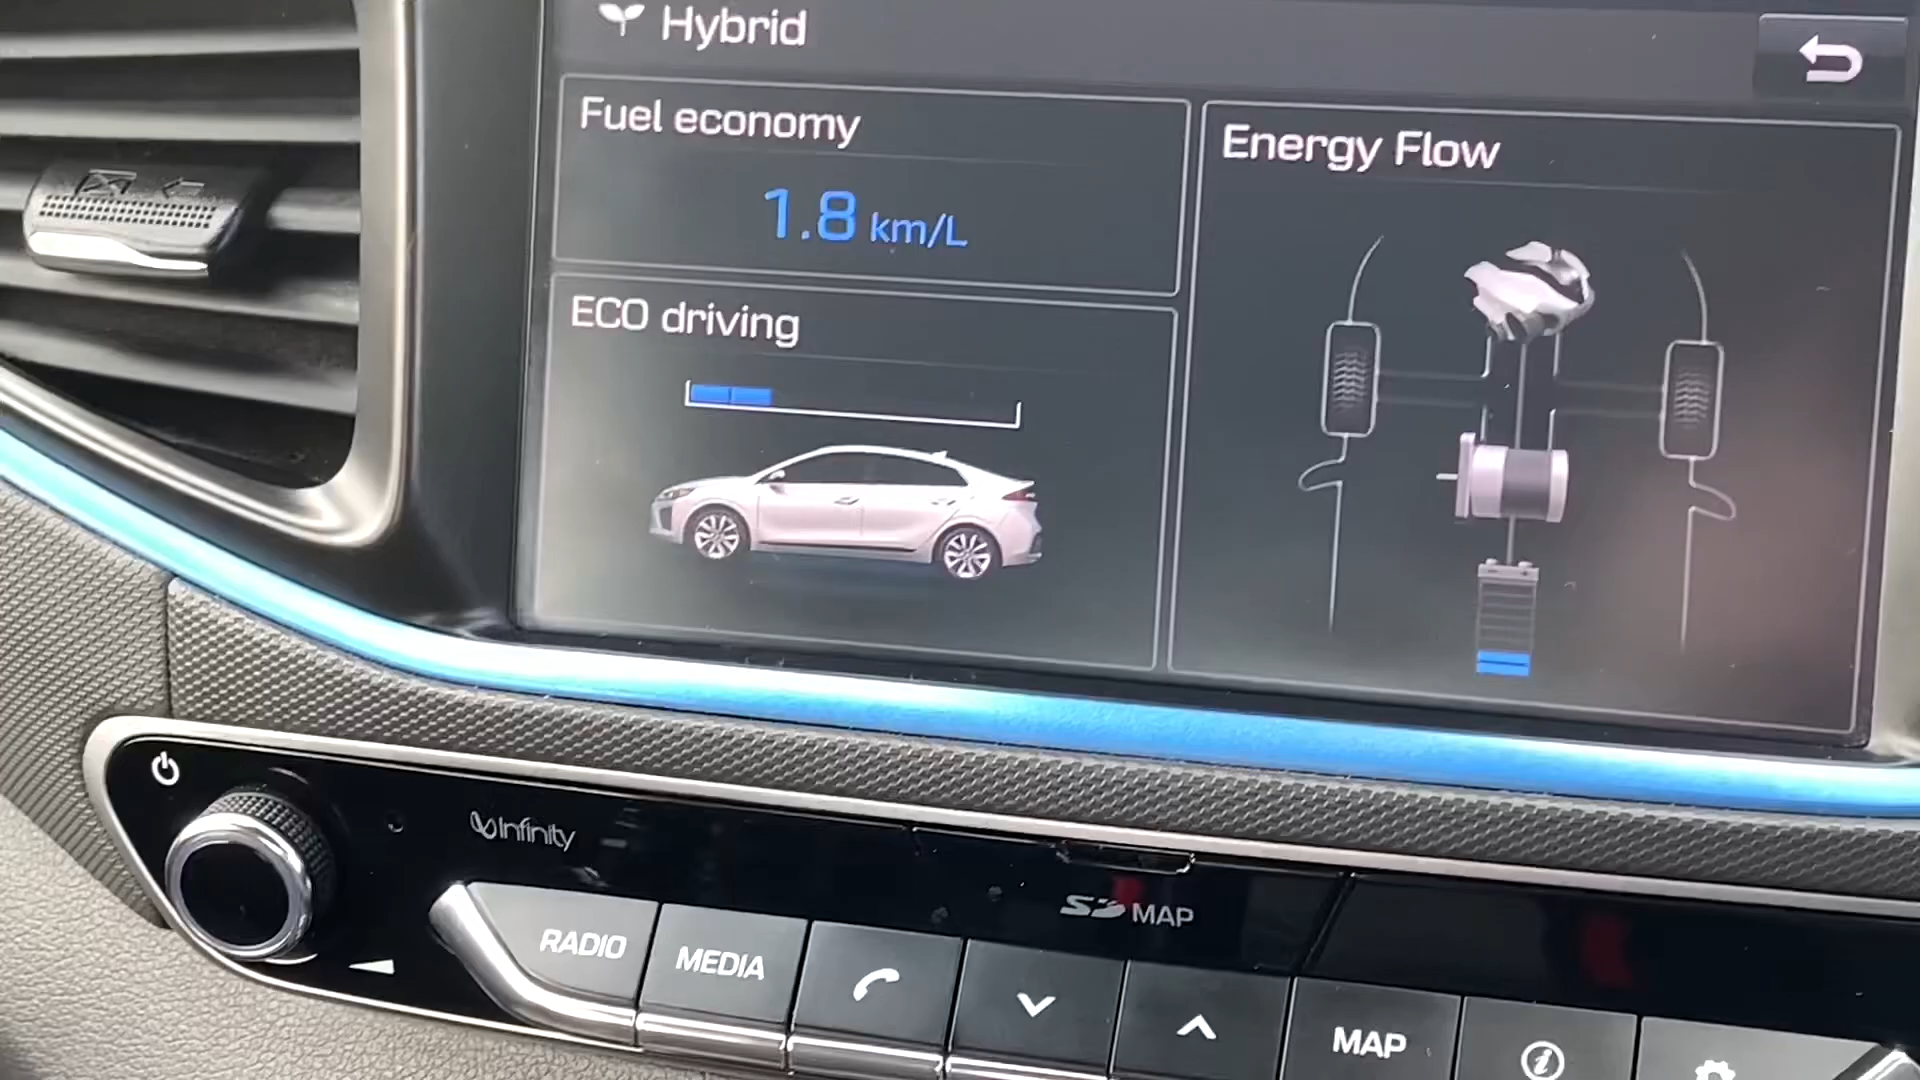 Hybrid
Fuel economy
1.8 km/L
ECO driving
Energy Flow
Infinity
SD MAP
RADIO
MEDIA
MAP
i